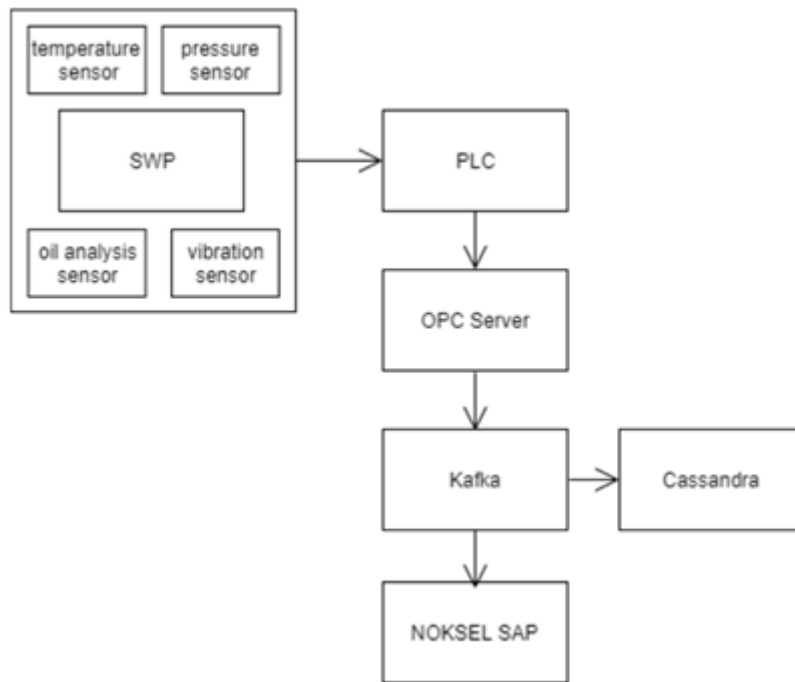 temperature
sensor
pressure
sensor
SWP
PLC
oil analysis
sensor
vibration
sensor
OPC Server
Kafka
Cassandra
NOKSEL SAP